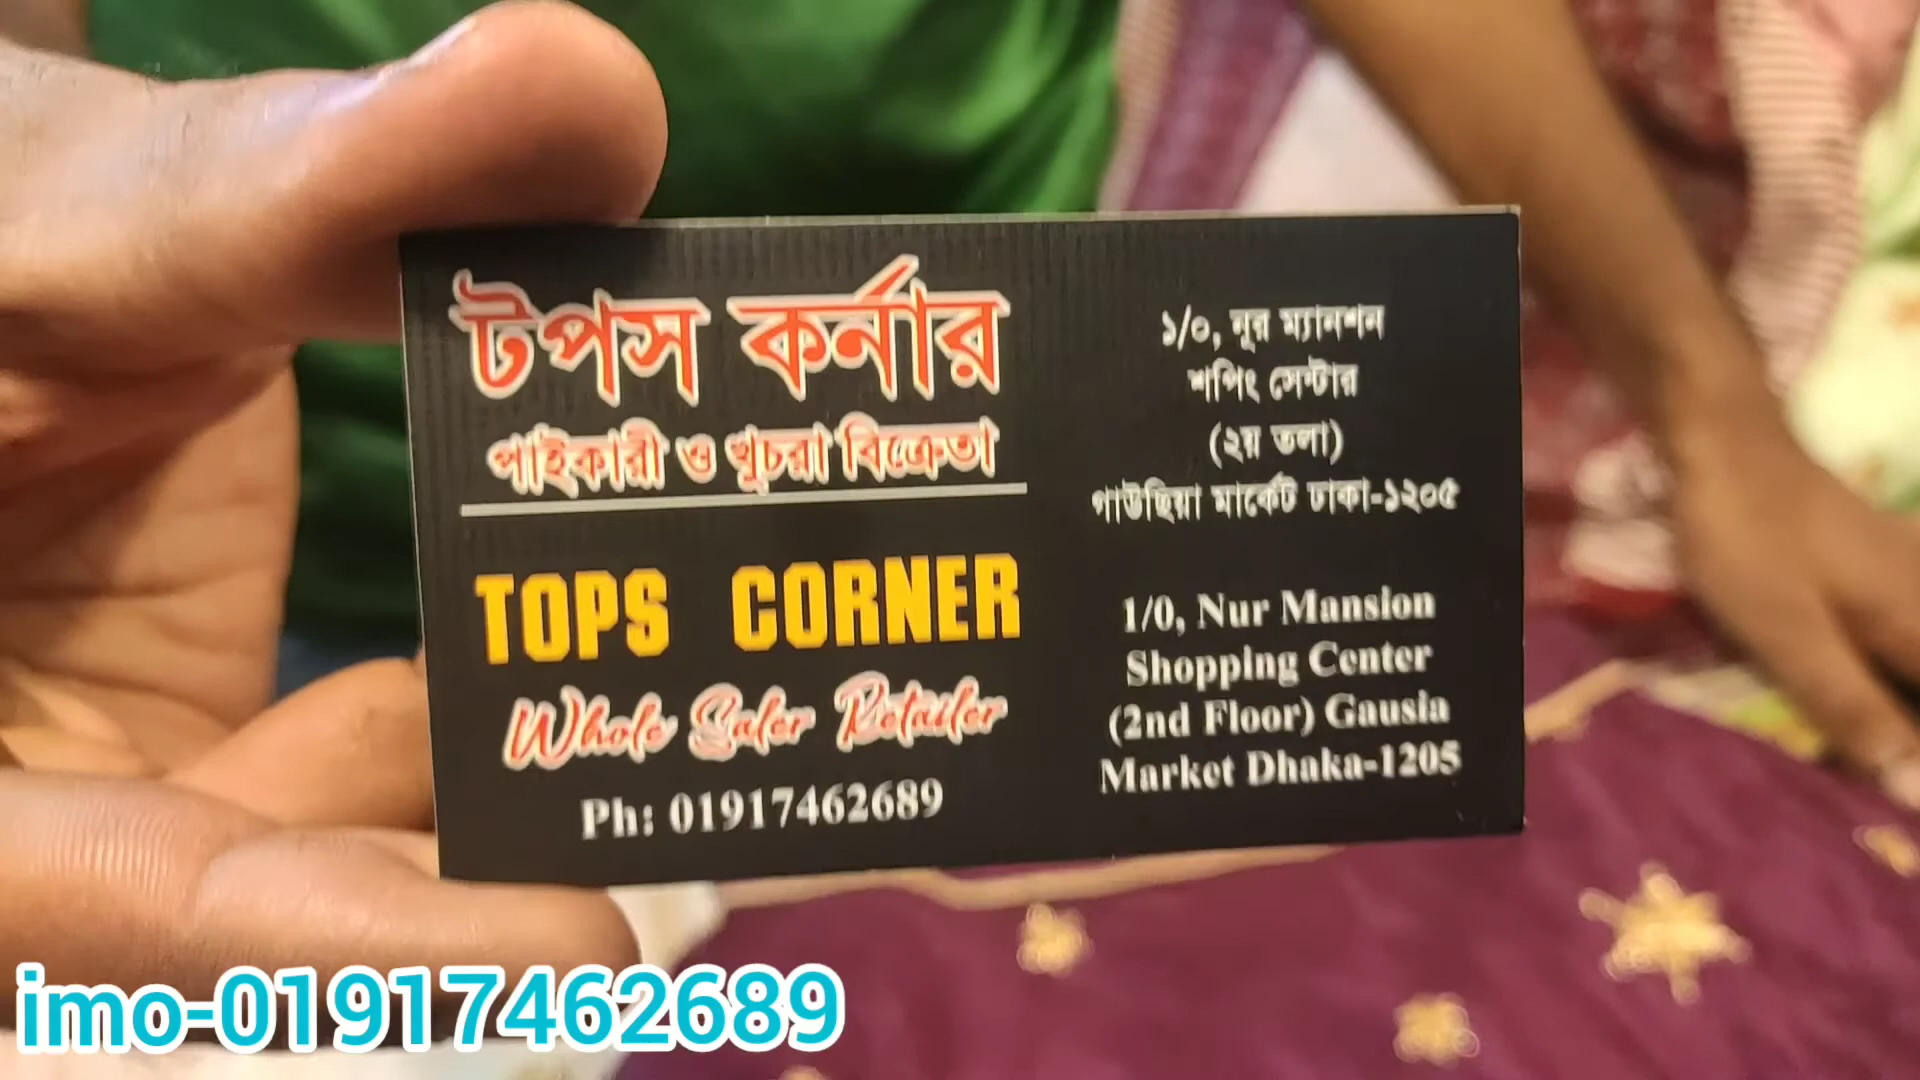 টপস কর্নার
পাইকারী ও খুচরা বিক্রেতা
TOPS CORNER
Whole Saler Retailer
Ph: 01917462689
১/০, নূর ম্যানশন
শপিং সেন্টার
(২য় তলা)
গাউছিয়া মার্কেট ঢাকা-১২০৫
1/0, Nur Mansion
Shopping Center
(2nd Floor) Gausia
Market Dhaka-1205
imo-01917462689